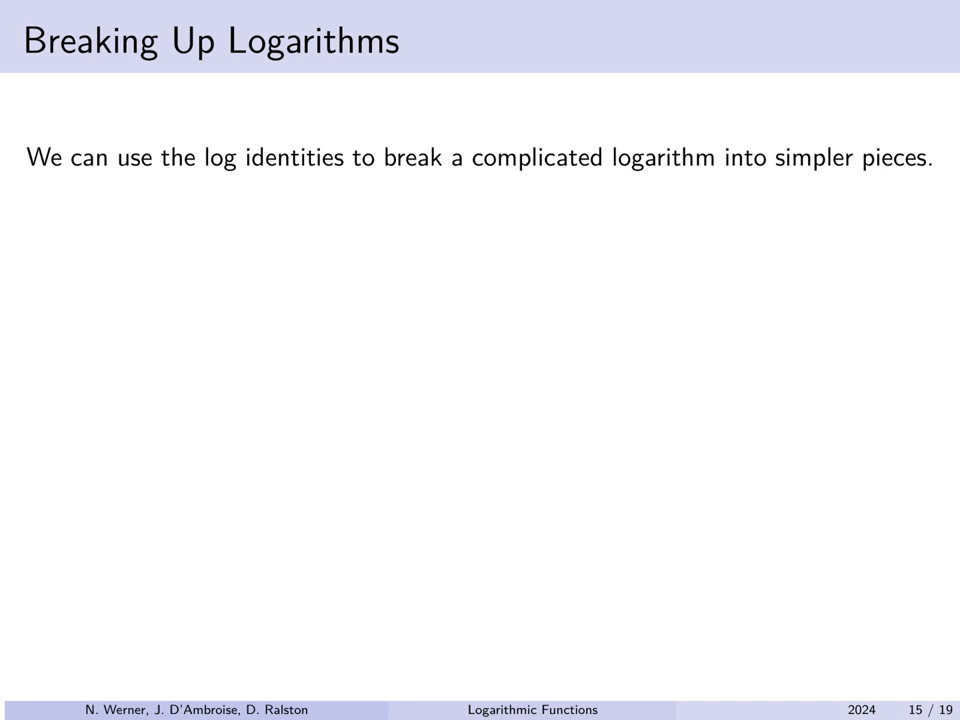 Breaking Up Logarithms
We can use the log identities to break a complicated logarithm into simpler pieces.
N. Werner, J. D'Ambroise, D. Ralston Logarithmic Functions 2024 15 / 19